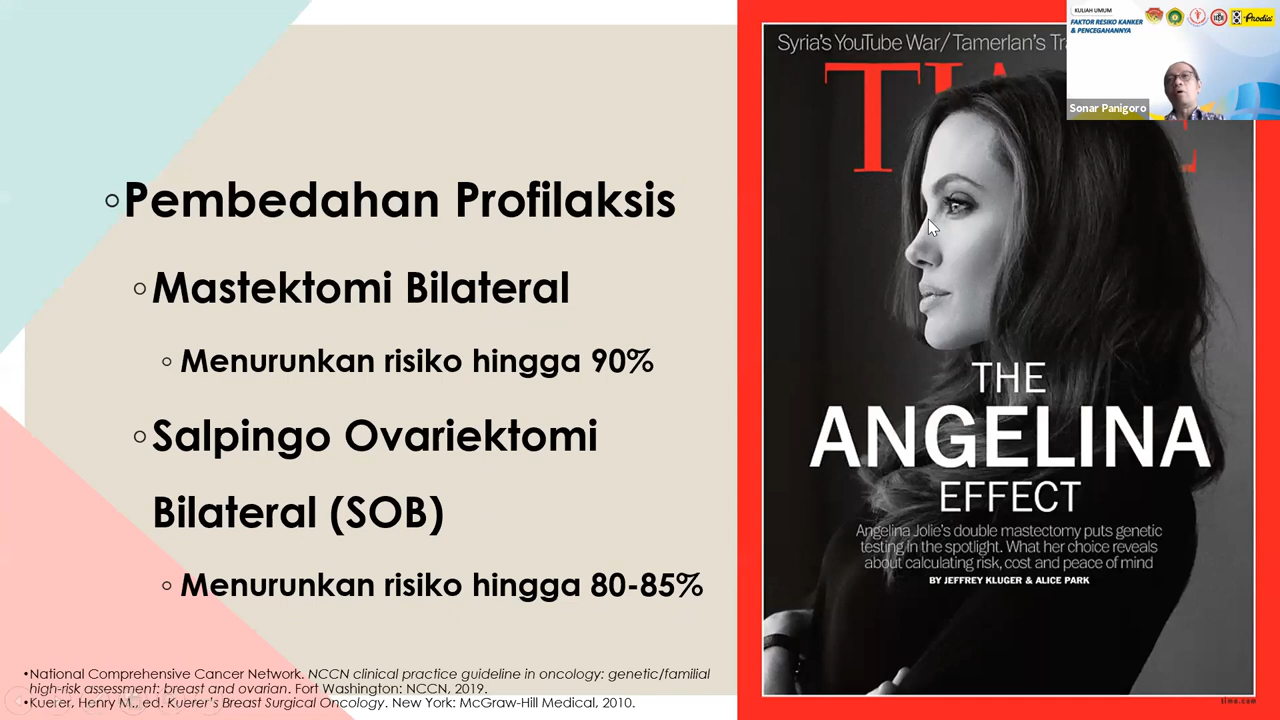 ◦Pembedahan Profilaksis
◦Mastektomi Bilateral
◦Menurunkan risiko hingga 90%
◦Salpingo Ovariektomi
Bilateral (SOB)
◦Menurunkan risiko hingga 80-85%
•National Comprehensive Cancer Network. NCCN clinical practice guideline in oncology: genetic/familial
high-risk assessment: breast and ovarian. Fort Washington: NCCN, 2019.
•Kuerer, Henry M., ed. Kuerer's Breast Surgical Oncology. New York: McGraw-Hill Medical, 2010.
Syria's YouTube War/Tamerlan's
THE
ANGELINA
EFFECT
Angelina Jolie's double mastectomy puts genetic
testing in the spotlight. What her choice reveals
about calculating risk, cost and peace of mind
BY JEFFREY KLUGER & ALICE PARK
time.com
KULIAH UMUM
FAKTOR RISIKO KANKER
& PENCEGAHANNYA
Prodia
Sonar Panigoro